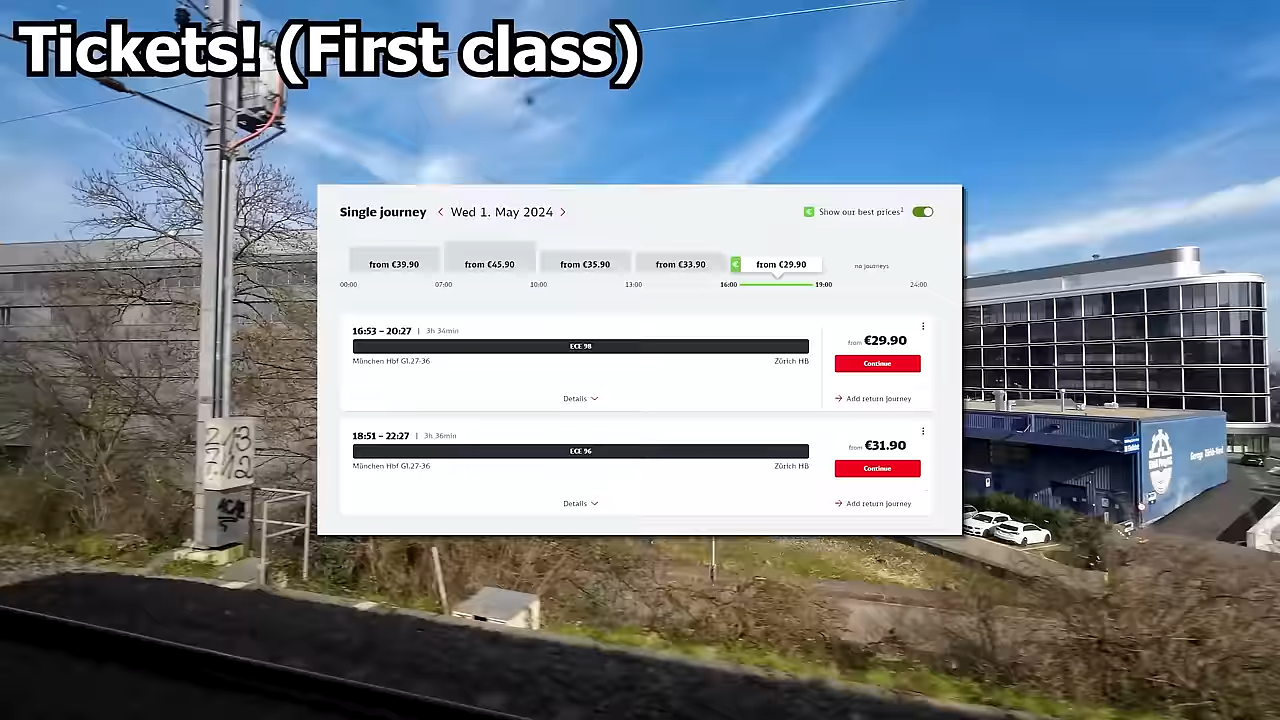 Tickets! (First class)
Single journey
Wed 1. May 2024
Show our best prices¹
from €39.90
from €45.90
from €35.90
from €33.90
€ from €29.90
no journeys
00:00
07:00
10:00
13:00
16:00
19:00
24:00
16:53 – 20:27 | 3h 34min
ECE 98
München Hbf Gl.27-36
Zürich HB
from €29.90
Continue
Details
Add return journey
18:51 – 22:27 | 3h 36min
ECE 96
München Hbf Gl.27-36
Zürich HB
from €31.90
Continue
Details
Add return journey
213
7.12